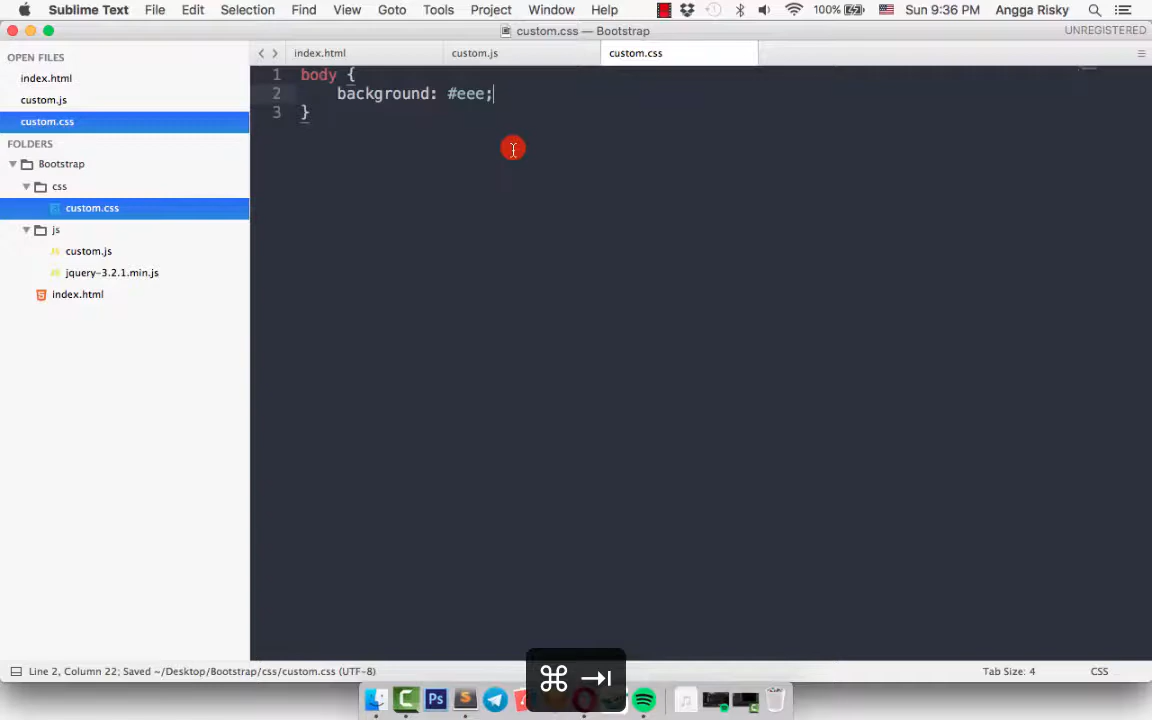 Sublime Text File Edit Selection Find View Goto Tools Project Window Help 100% Sun 9:36 PM Angga Risky
custom.css — Bootstrap UNREGISTERED
OPEN FILES
index.html
custom.js
custom.css
FOLDERS
Bootstrap
css
custom.css
js
custom.js
jquery-3.2.1.min.js
index.html
index.html custom.js custom.css
1 body {
2 background: #eee;
3 }
⌘ ⇥
Line 2, Column 22; Saved ~/Desktop/Bootstrap/css/custom.css (UTF-8) Tab Size: 4 CSS
Ps S